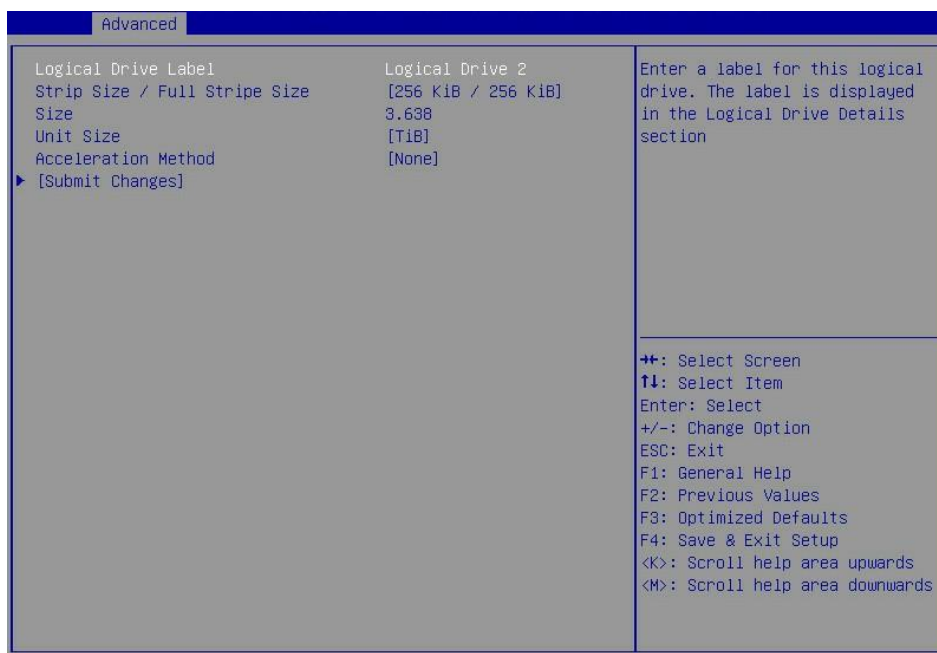 Advanced
Logical Drive Label Logical Drive 2
Strip Size / Full Stripe Size [256 KiB / 256 KiB]
Size 3.638
Unit Size [TiB]
Acceleration Method [None]
[Submit Changes]
Enter a label for this logical
drive. The label is displayed
in the Logical Drive Details
section
→←: Select Screen
↑↓: Select Item
Enter: Select
+/-: Change Option
ESC: Exit
F1: General Help
F2: Previous Values
F3: Optimized Defaults
F4: Save & Exit Setup
<K>: Scroll help area upwards
<M>: Scroll help area downwards